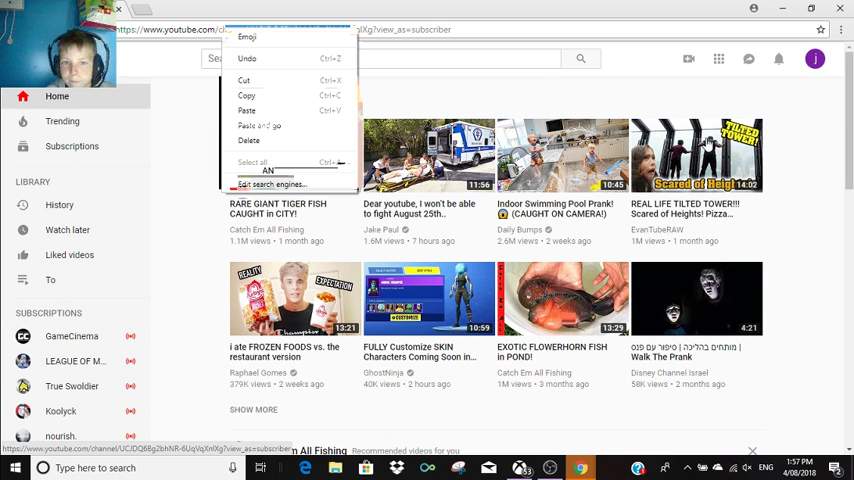 https://www.youtube.com/
?view_as=subscriber
Emoji
Undo Ctrl+Z
Cut Ctrl+X
Copy Ctrl+C
Paste Ctrl+V
Paste and go
Delete
Select all
AN
Edit search engines...
Home
Trending
Subscriptions
LIBRARY
History
Watch later
Liked videos
To
SUBSCRIPTIONS
GameCinema
LEAGUE OF M...
True Swoldier
Koolyck
nourish.
RARE GIANT TIGER FISH
CAUGHT in CITY!
Catch Em All Fishing
1.1M views • 1 month ago
11:56
Dear youtube, I won't be able
to fight August 25th..
Jake Paul
1.6M views • 7 hours ago
10:45
Indoor Swimming Pool Prank!
😱 (CAUGHT ON CAMERA!)
Daily Bumps
2.6M views • 2 weeks ago
TILTED
TOWER!
Scared of Heights
14:02
REAL LIFE TILTED TOWER!!!
Scared of Heights! Pizza...
EvanTubeRAW
1M views • 1 month ago
REALITY
EXPECTATION
13:21
i ate FROZEN FOODS vs. the
restaurant version
Raphael Gomes
379K views • 2 weeks ago
CUSTOMIZE
10:59
FULLY Customize SKIN
Characters Coming Soon in...
GhostNinja
40K views • 2 hours ago
13:29
EXOTIC FLOWERHORN FISH
in POND!
Catch Em All Fishing
1M views • 3 months ago
4:21
מותחים בהליכה | סיפור עם פנס |
Walk The Prank
Disney Channel Israel
58K views • 2 months ago
SHOW MORE
Em All Fishing Recommended videos for you
Type here to search
ENG
1:57 PM
4/08/2018